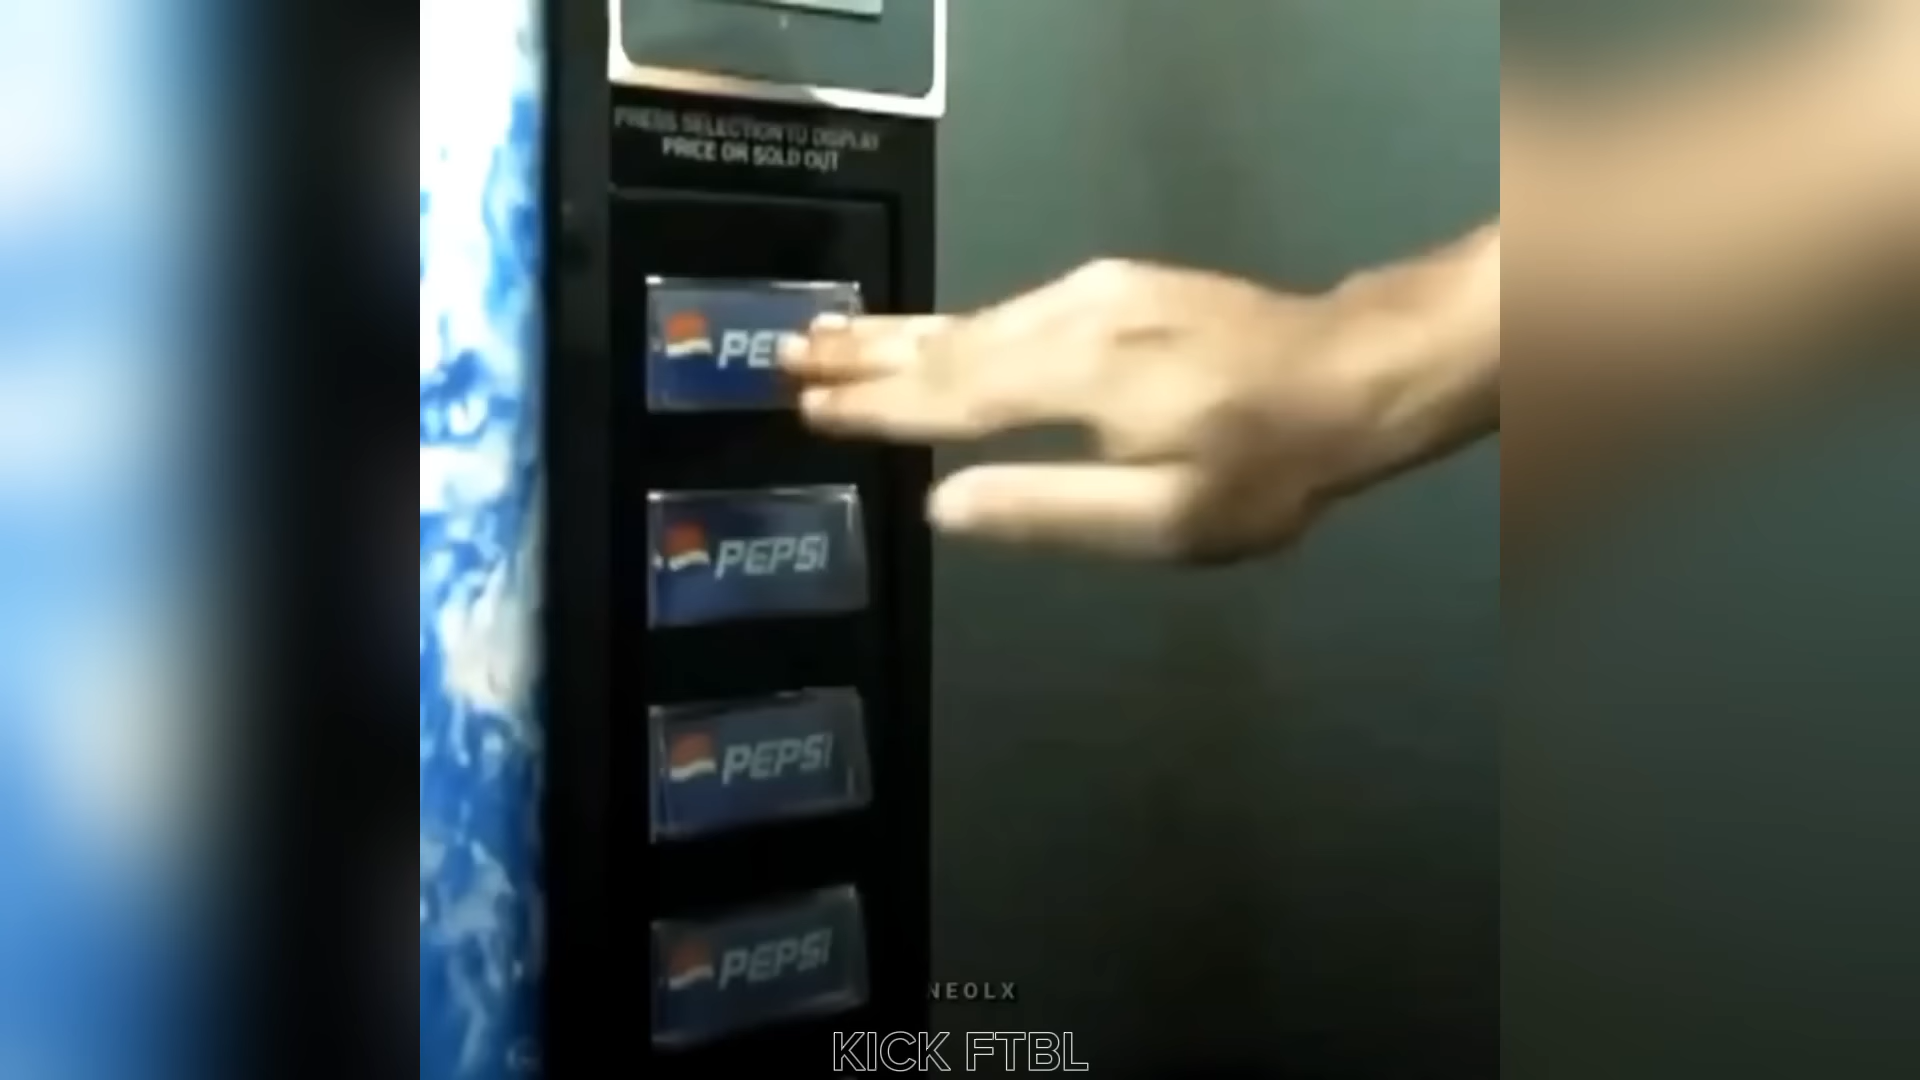 PRESS SELECTION TO DISPLAY
PRICE OR SOLD OUT
PEPSI
PEPSI
PEPSI
NEOLX
KICK FTBL